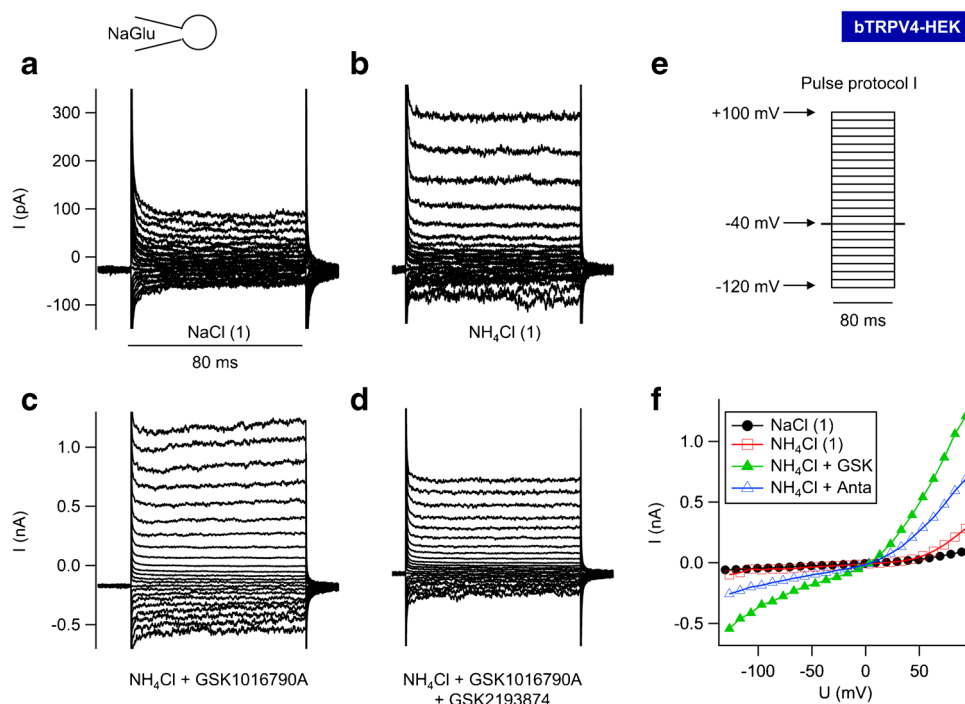 NaGlu
bTRPV4-HEK
a
b
e
Pulse protocol I
300
200
100
0
-100
I (pA)
NaCl (1)
80 ms
NH₄Cl (1)
+100 mV
-40 mV
-120 mV
80 ms
c
d
f
1.0
0.5
0.0
-0.5
I (nA)
NH₄Cl + GSK1016790A
NH₄Cl + GSK1016790A
+ GSK2193874
NaCl (1)
NH₄Cl (1)
NH₄Cl + GSK
NH₄Cl + Anta
1.0
0.5
0.0
-0.5
I (nA)
-100
-50
0
50
U (mV)